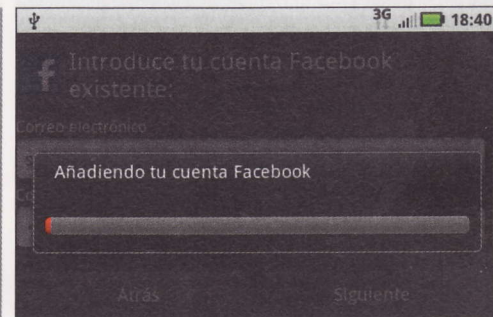 3G 18:40
Introduce tu cuenta Facebook
existente:
Correo electrónico
Añadiendo tu cuenta Facebook
Atrás Siguiente